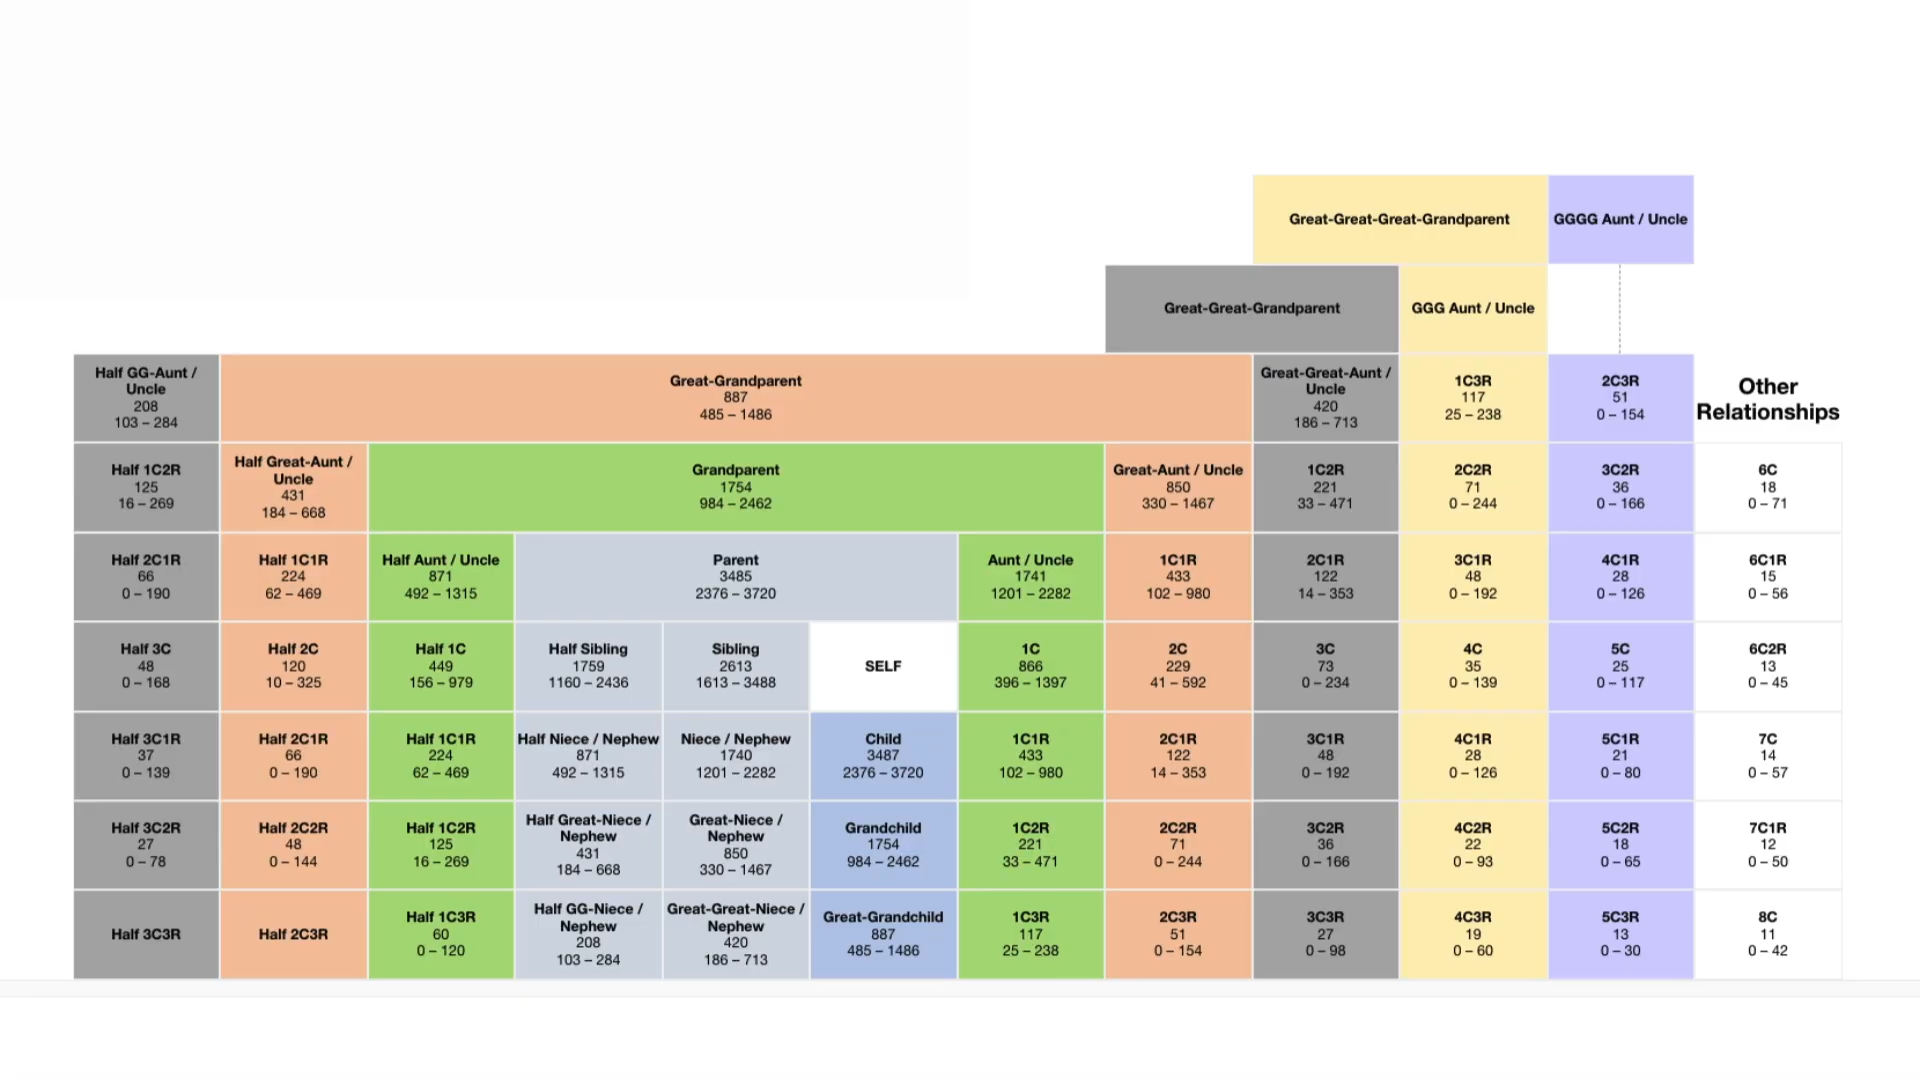 Great-Great-Great-Grandparent
GGGG Aunt / Uncle
Great-Great-Grandparent
GGG Aunt / Uncle
Half GG-Aunt /
Uncle
208
103 – 284
Great-Grandparent
887
485 – 1486
Great-Great-Aunt /
Uncle
420
186 – 713
1C3R
117
25 – 238
2C3R
51
0 – 154
Other
Relationships
Half 1C2R
125
16 – 269
Half Great-Aunt /
Uncle
431
184 – 668
Grandparent
1754
984 – 2462
Great-Aunt / Uncle
850
330 – 1467
1C2R
221
33 – 471
2C2R
71
0 – 244
3C2R
36
0 – 166
6C
18
0 – 71
Half 2C1R
66
0 – 190
Half 1C1R
224
62 – 469
Half Aunt / Uncle
871
492 – 1315
Parent
3485
2376 – 3720
Aunt / Uncle
1741
1201 – 2282
1C1R
433
102 – 980
2C1R
122
14 – 353
3C1R
48
0 – 192
4C1R
28
0 – 126
6C1R
15
0 – 56
Half 3C
48
0 – 168
Half 2C
120
10 – 325
Half 1C
449
156 – 979
Half Sibling
1759
1160 – 2436
Sibling
2613
1613 – 3488
SELF
1C
866
396 – 1397
2C
229
41 – 592
3C
73
0 – 234
4C
35
0 – 139
5C
25
0 – 117
6C2R
13
0 – 45
Half 3C1R
37
0 – 139
Half 2C1R
66
0 – 190
Half 1C1R
224
62 – 469
Half Niece / Nephew
871
492 – 1315
Niece / Nephew
1740
1201 – 2282
Child
3487
2376 – 3720
1C1R
433
102 – 980
2C1R
122
14 – 353
3C1R
48
0 – 192
4C1R
28
0 – 126
5C1R
21
0 – 80
7C
14
0 – 57
Half 3C2R
27
0 – 78
Half 2C2R
48
0 – 144
Half 1C2R
125
16 – 269
Half Great-Niece /
Nephew
431
184 – 668
Great-Niece /
Nephew
850
330 – 1467
Grandchild
1754
984 – 2462
1C2R
221
33 – 471
2C2R
71
0 – 244
3C2R
36
0 – 166
4C2R
22
0 – 93
5C2R
18
0 – 65
7C1R
12
0 – 50
Half 3C3R
Half 2C3R
Half 1C3R
60
0 – 120
Half GG-Niece /
Nephew
208
103 – 284
Great-Great-Niece /
Nephew
420
186 – 713
Great-Grandchild
887
485 – 1486
1C3R
117
25 – 238
2C3R
51
0 – 154
3C3R
27
0 – 98
4C3R
19
0 – 60
5C3R
13
0 – 30
8C
11
0 – 42